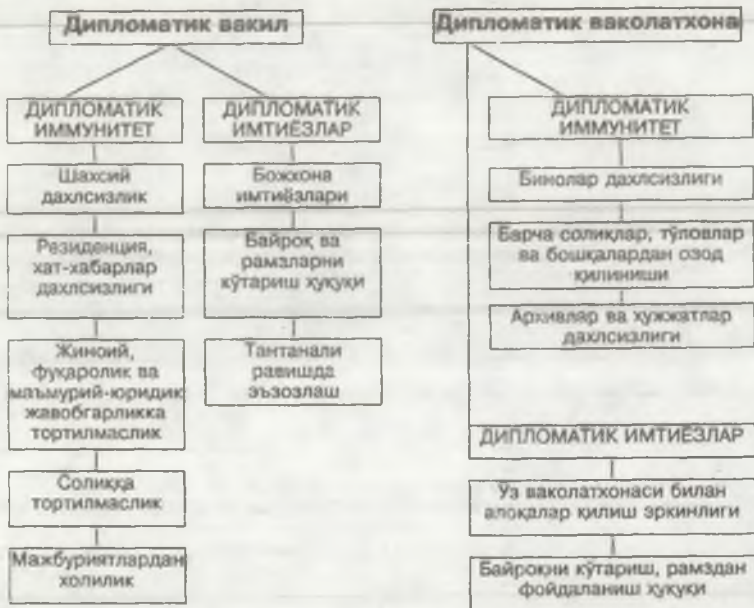 Дипломатик вакил
ДИПЛОМАТИК
ИММУНИТЕТ
Шахсий
дахлсизлик
Резиденция,
хат-хабарлар
дахлсизлиги
Жиноий,
фуқаролик ва
маъмурий-юридик
жавобгарликка
тортилмаслик
Солиққа
тортилмаслик
Мажбуриятлардан
холилик
ДИПЛОМАТИК
ИМТИЁЗЛАР
Божхона
имтиёзлари
Байроқ ва
рамзларни
кўтариш ҳуқуқи
Тантанали
равишда
эъзозлаш
Дипломатик ваколатхона
ДИПЛОМАТИК
ИММУНИТЕТ
Бинолар дахлсизлиги
Барча солиқлар, тўловлар
ва бошқалардан озод
қилиниши
Архивлар ва ҳужжатлар
дахлсизлиги
ДИПЛОМАТИК ИМТИЁЗЛАР
Ўз ваколатхонаси билан
алоқалар қилиш эркинлиги
Байроқни кўтариш, рамздан
фойдаланиш ҳуқуқи